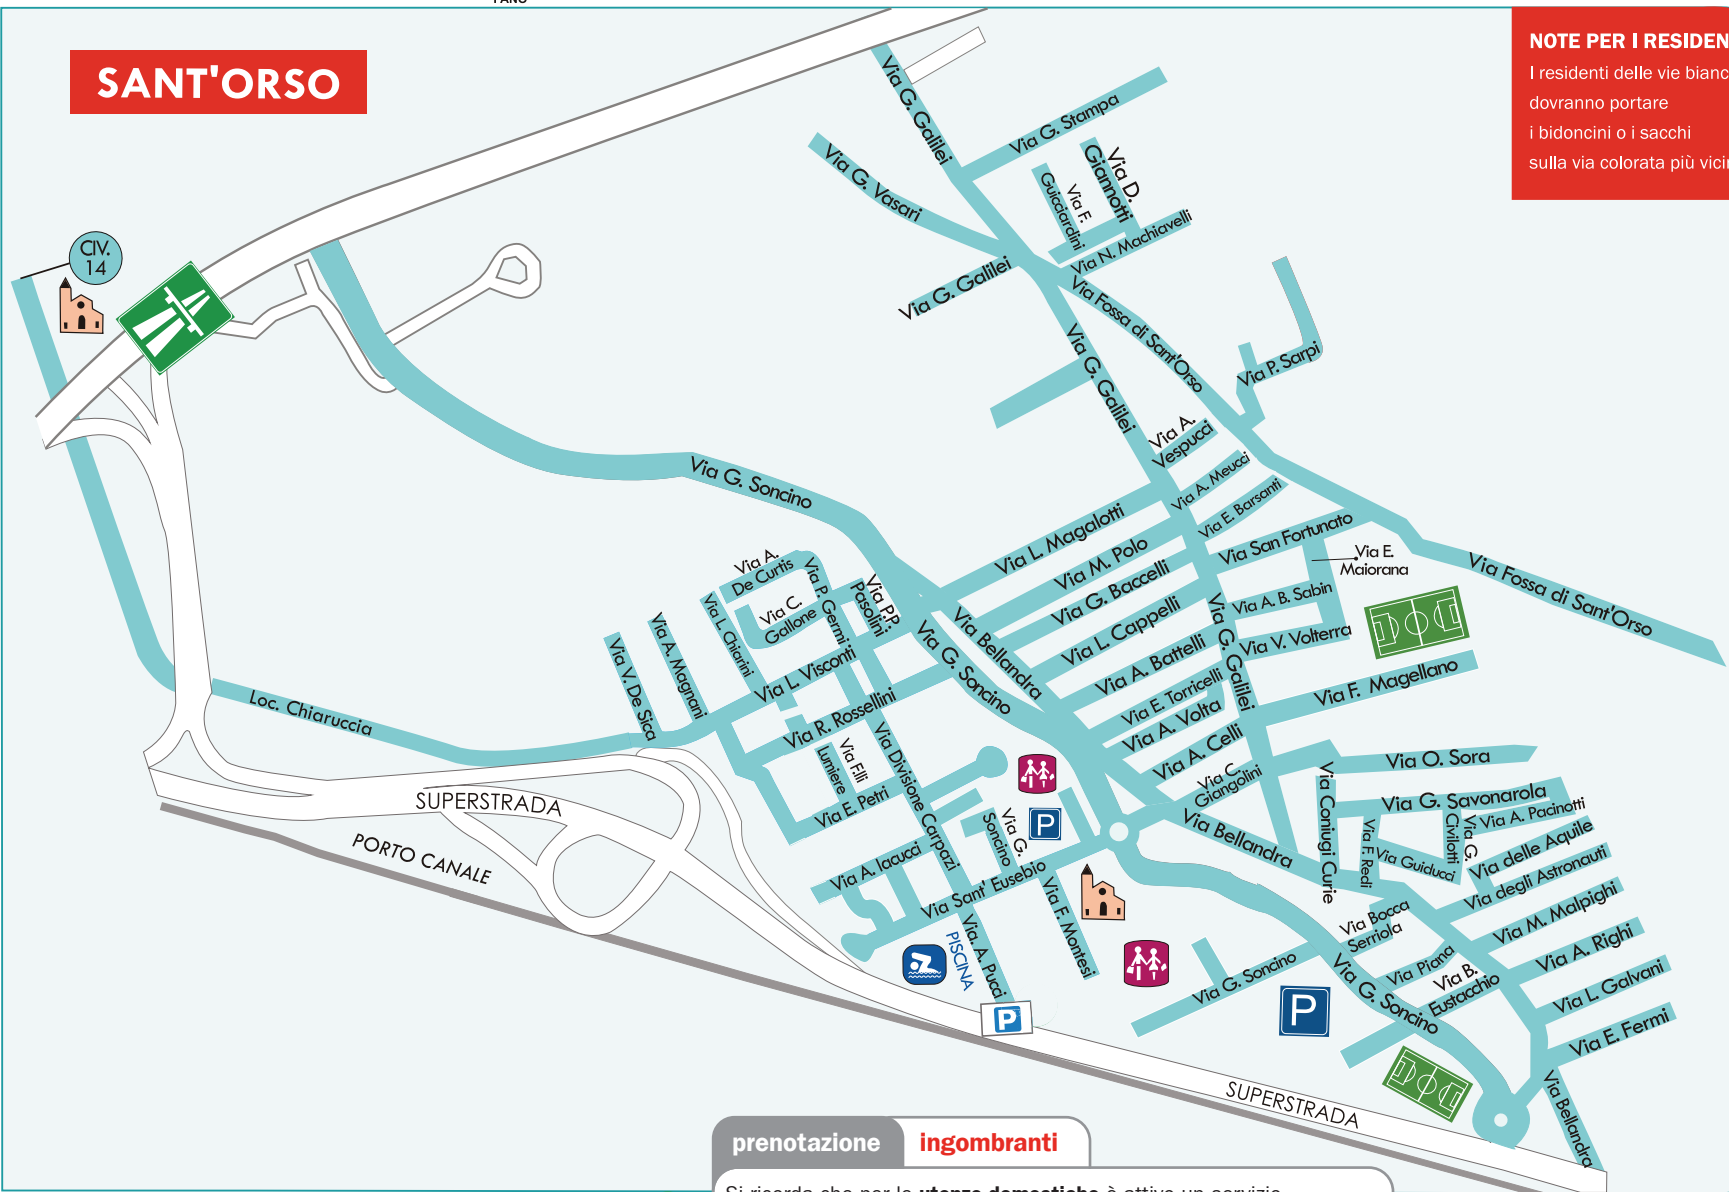 SANT'ORSO
NOTE PER I RESIDEN
I residenti delle vie bianc
dovranno portare
i bidoncini o i sacchi
sulla via colorata più vici
CIV.
14
Via G. Galilei
Via G. Stampa
Via G. Vasari
Via D.
Giannotti
Via F.
Guicciardini
Via N. Machiavelli
Via G. Galilei
Via Fossa di Sant'Orso
Via G. Galilei
Via P. Sarpi
Via A.
Vespucci
Via A. Meucci
Via E. Barsanti
Via G. Soncino
Via L. Magalotti
Via San Fortunato
Via M. Polo
Via E.
Maiorana
Via Fossa di Sant'Orso
Via G. Baccelli
Via A. B. Sabin
Via L. Cappelli
Via V. Volterra
Via G. Galilei
Via A.
De Curtis
Via P. Germi
Via P.P.
Pasolini
Via C.
Gallone
Via L. Chiarini
Via A. Magnani
Via V. De Sica
Via L. Visconti
Via G. Soncino
Via Bellandra
Via A. Battelli
Via E. Torricelli
Via F. Magellano
Via A. Volta
Via R. Rossellini
Loc. Chiaruccia
Via A. Celli
Via C.
Giangolini
Via O. Sora
Via F.lli
Lumiere
Via Divisione Carpazi
Via E. Petri
Via G. Savonarola
Via A. Pacinotti
SUPERSTRADA
PORTO CANALE
Via G.
Soncino
P
Via Bellandra
Via Coniugi Curie
Via F. Redi
Via G.
Civilotti
Via Guiducci
Via delle Aquile
Via degli Astronauti
Via A. Iacucci
Via Sant' Eusebio
Via F. Montesi
Via M. Malpighi
Via Bocca
Serriola
Via A. Righi
Via. A. Pucci
PISCINA
Via G. Soncino
Via Piana
Via B.
Eustacchio
Via L. Galvani
Via G. Soncino
P
P
Via E. Fermi
Via Bellandra
SUPERSTRADA
prenotazione ingombranti